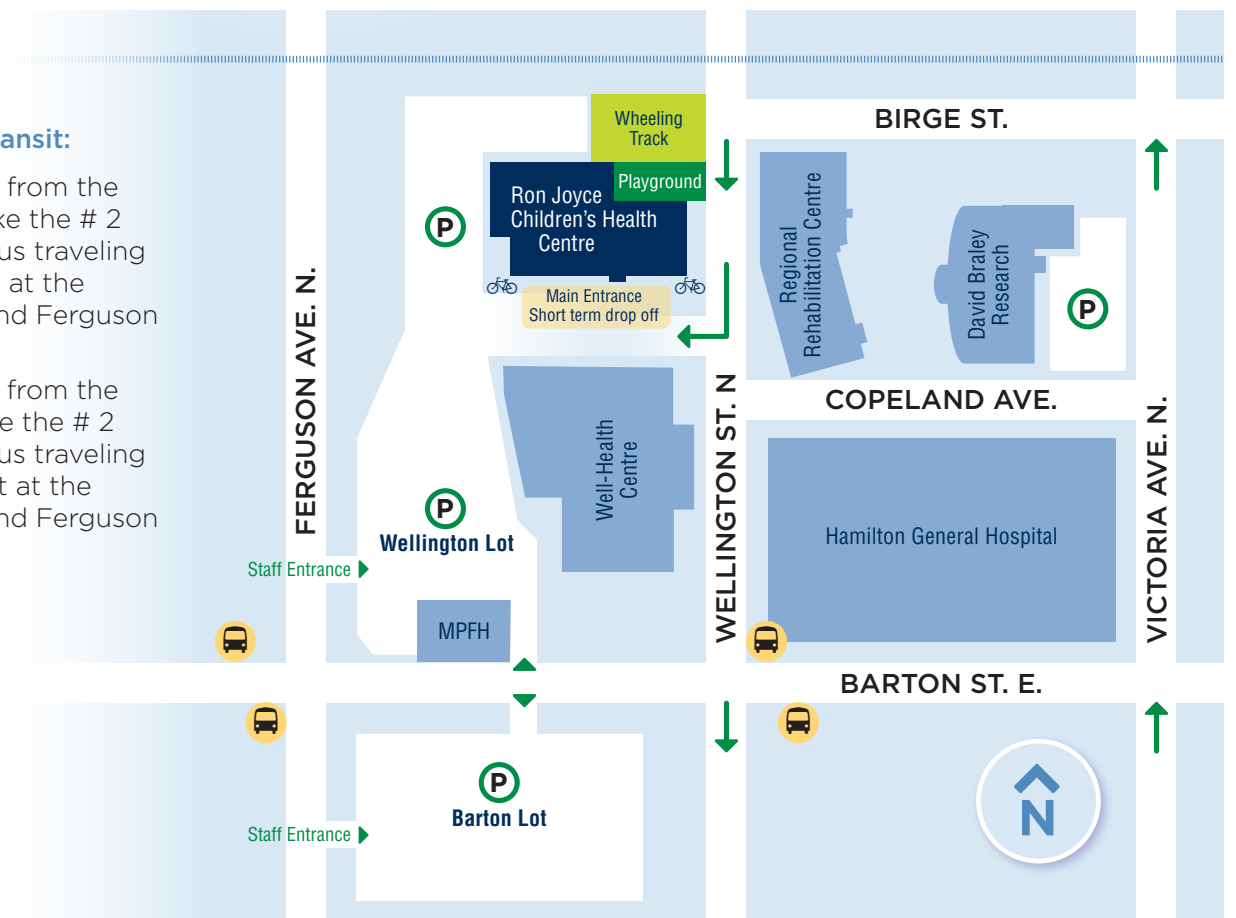 ansit:
from the
ke the # 2
us traveling
at the
nd Ferguson
from the
e the # 2
us traveling
t at the
nd Ferguson
FERGUSON AVE. N.
Wheeling
Track
Playground
Ron Joyce
Children's Health
Centre
P
Main Entrance
Short term drop off
BIRGE ST.
Regional
Rehabilitation Centre
David Braley
Research
P
COPELAND AVE.
WELLINGTON ST. N
VICTORIA AVE. N.
Well-Health
Centre
Hamilton General Hospital
P
Wellington Lot
Staff Entrance
MPFH
BARTON ST. E.
P
Barton Lot
Staff Entrance
N